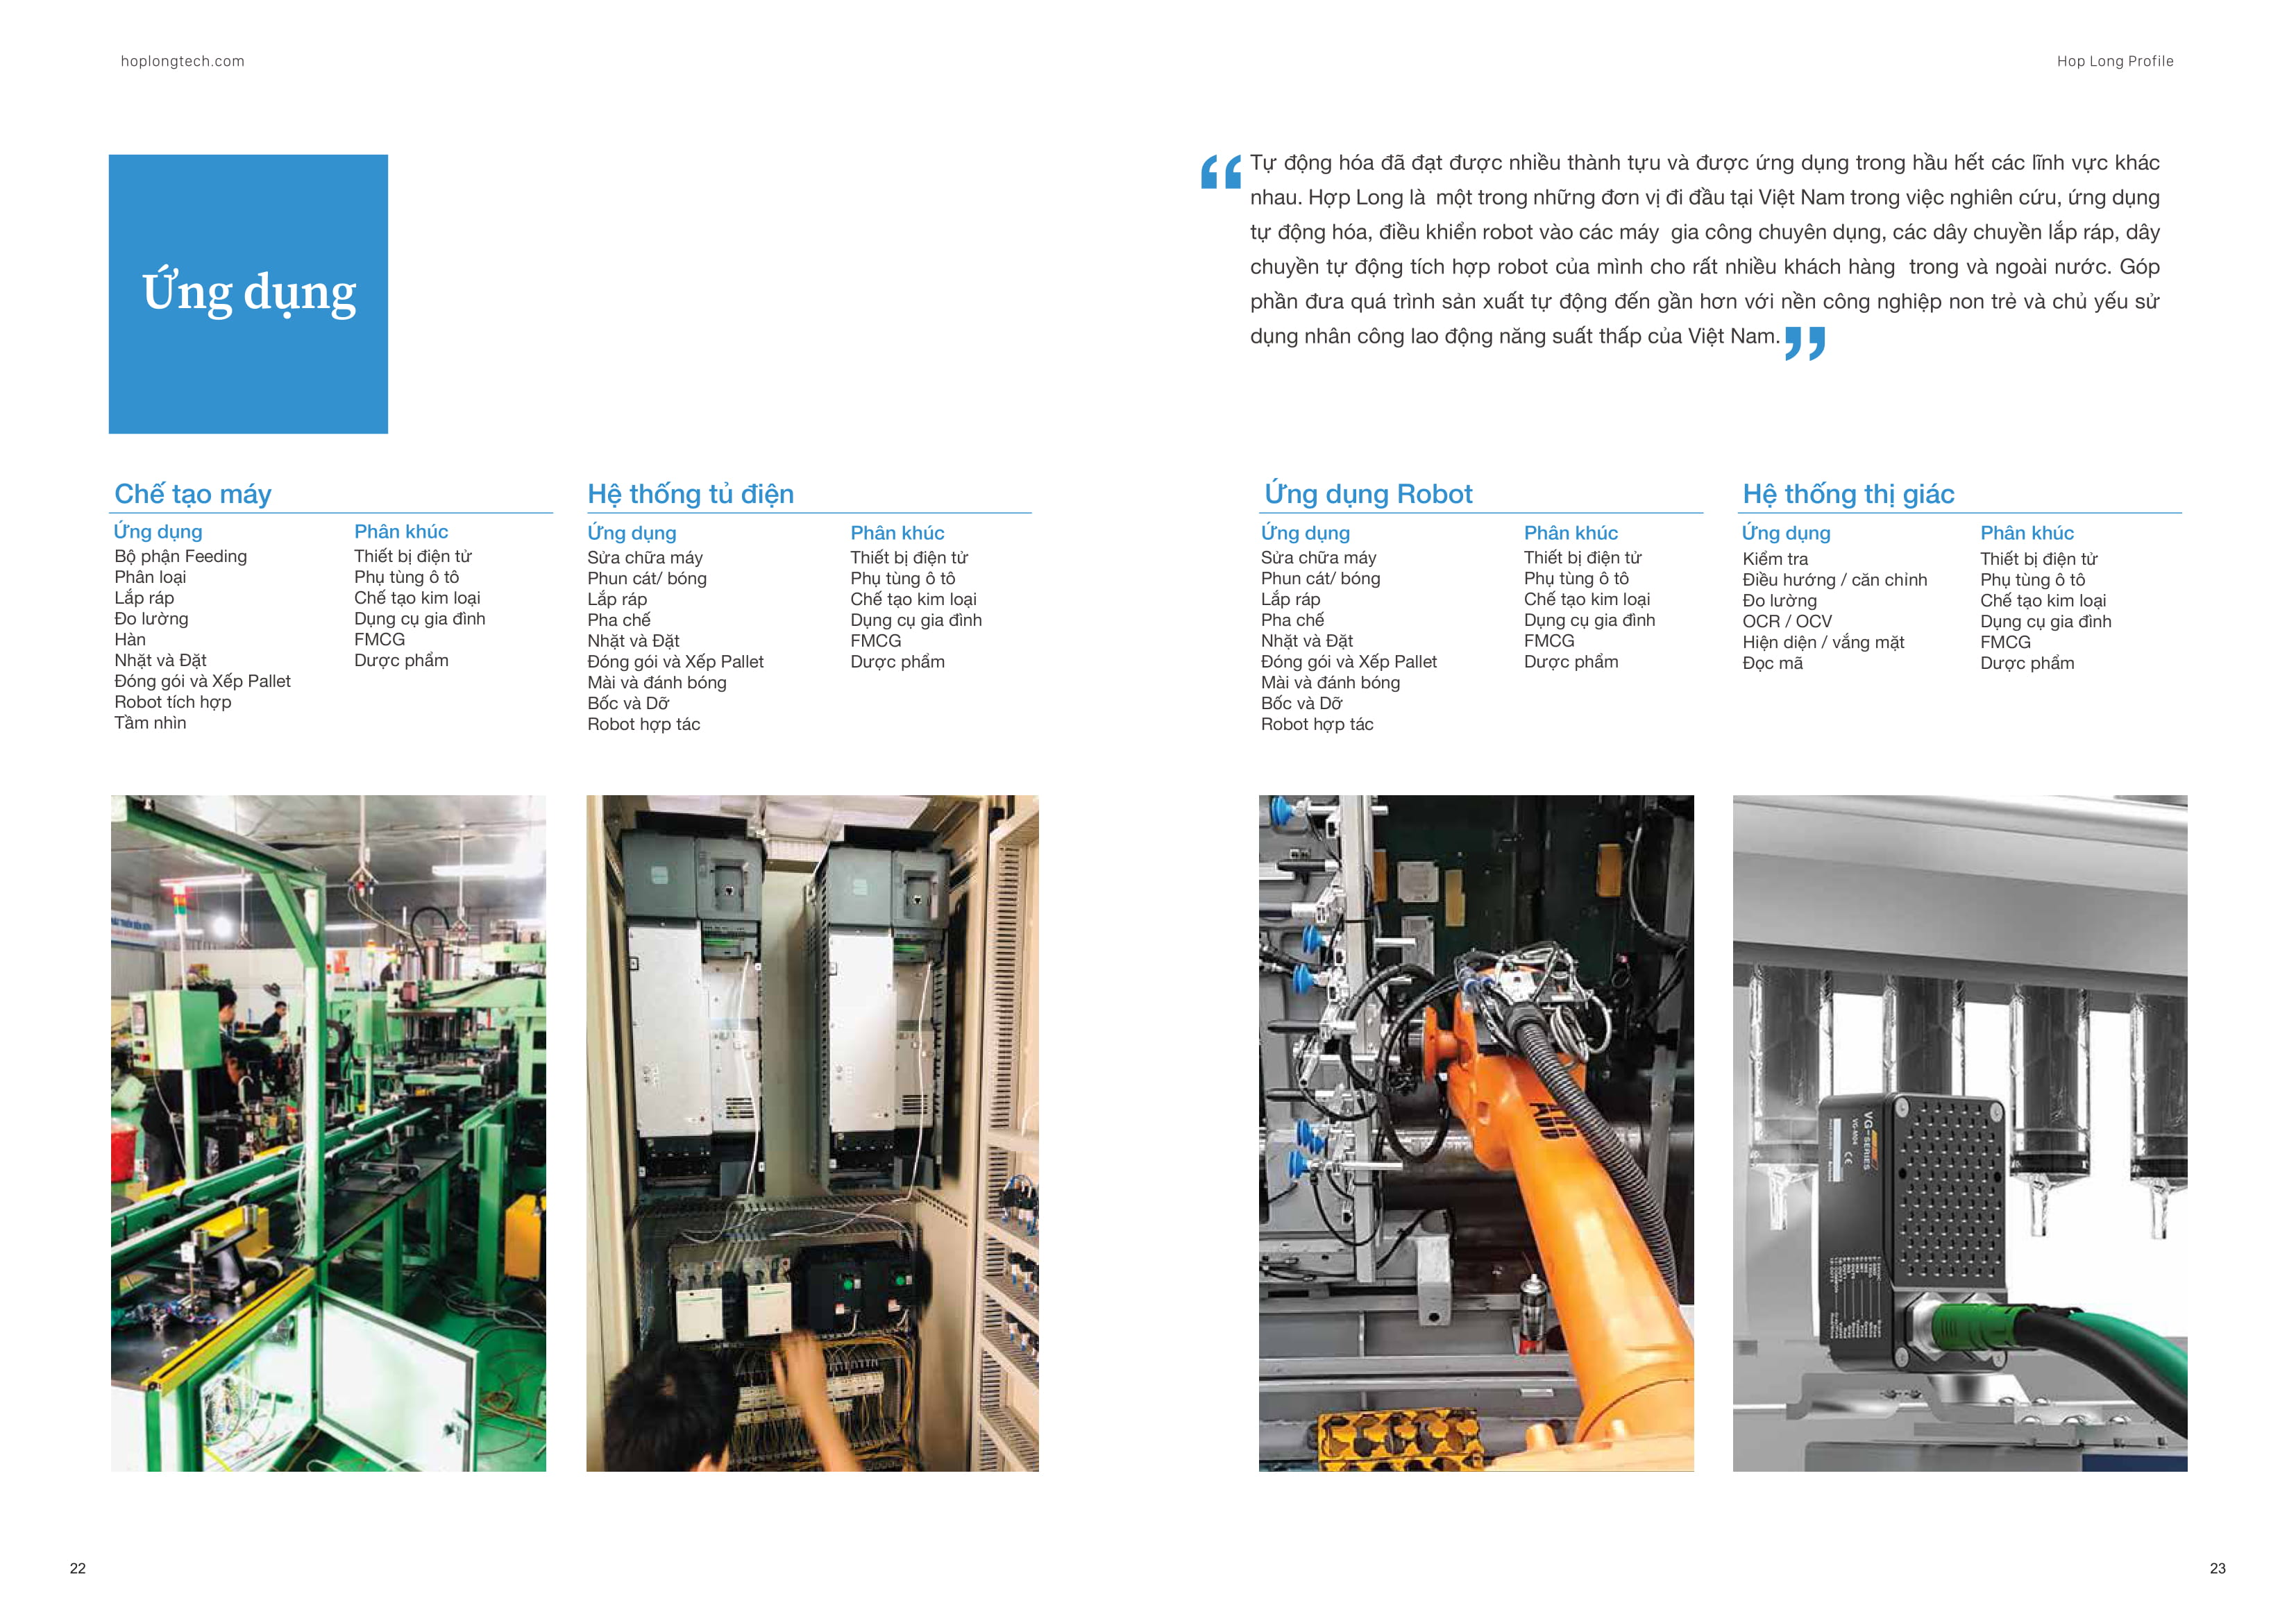 hoplongtech.com
Hop Long Profile
Ứng dụng
Tự động hóa đã đạt được nhiều thành tựu và được ứng dụng trong hầu hết các lĩnh vực khác
nhau. Hợp Long là một trong những đơn vị đi đầu tại Việt Nam trong việc nghiên cứu, ứng dụng
tự động hóa, điều khiển robot vào các máy gia công chuyên dụng, các dây chuyền lắp ráp, dây
chuyền tự động tích hợp robot của mình cho rất nhiều khách hàng trong và ngoài nước. Góp
phần đưa quá trình sản xuất tự động đến gần hơn với nền công nghiệp non trẻ và chủ yếu sử
dụng nhân công lao động năng suất thấp của Việt Nam.
Chế tạo máy
Ứng dụng
Bộ phận Feeding
Phân loại
Lắp ráp
Đo lường
Hàn
Nhặt và Đặt
Đóng gói và Xếp Pallet
Robot tích hợp
Tầm nhìn
Phân khúc
Thiết bị điện tử
Phụ tùng ô tô
Chế tạo kim loại
Dụng cụ gia đình
FMCG
Dược phẩm
Hệ thống tủ điện
Ứng dụng
Sửa chữa máy
Phun cát/ bóng
Lắp ráp
Pha chế
Nhặt và Đặt
Đóng gói và Xếp Pallet
Mài và đánh bóng
Bốc và Dỡ
Robot hợp tác
Phân khúc
Thiết bị điện tử
Phụ tùng ô tô
Chế tạo kim loại
Dụng cụ gia đình
FMCG
Dược phẩm
Ứng dụng Robot
Ứng dụng
Sửa chữa máy
Phun cát/ bóng
Lắp ráp
Pha chế
Nhặt và Đặt
Đóng gói và Xếp Pallet
Mài và đánh bóng
Bốc và Dỡ
Robot hợp tác
Phân khúc
Thiết bị điện tử
Phụ tùng ô tô
Chế tạo kim loại
Dụng cụ gia đình
FMCG
Dược phẩm
Hệ thống thị giác
Ứng dụng
Kiểm tra
Điều hướng / căn chỉnh
Đo lường
OCR / OCV
Hiện diện / vắng mặt
Đọc mã
Phân khúc
Thiết bị điện tử
Phụ tùng ô tô
Chế tạo kim loại
Dụng cụ gia đình
FMCG
Dược phẩm
ABB
VG-SERIES
VG-M04
CE
22
23